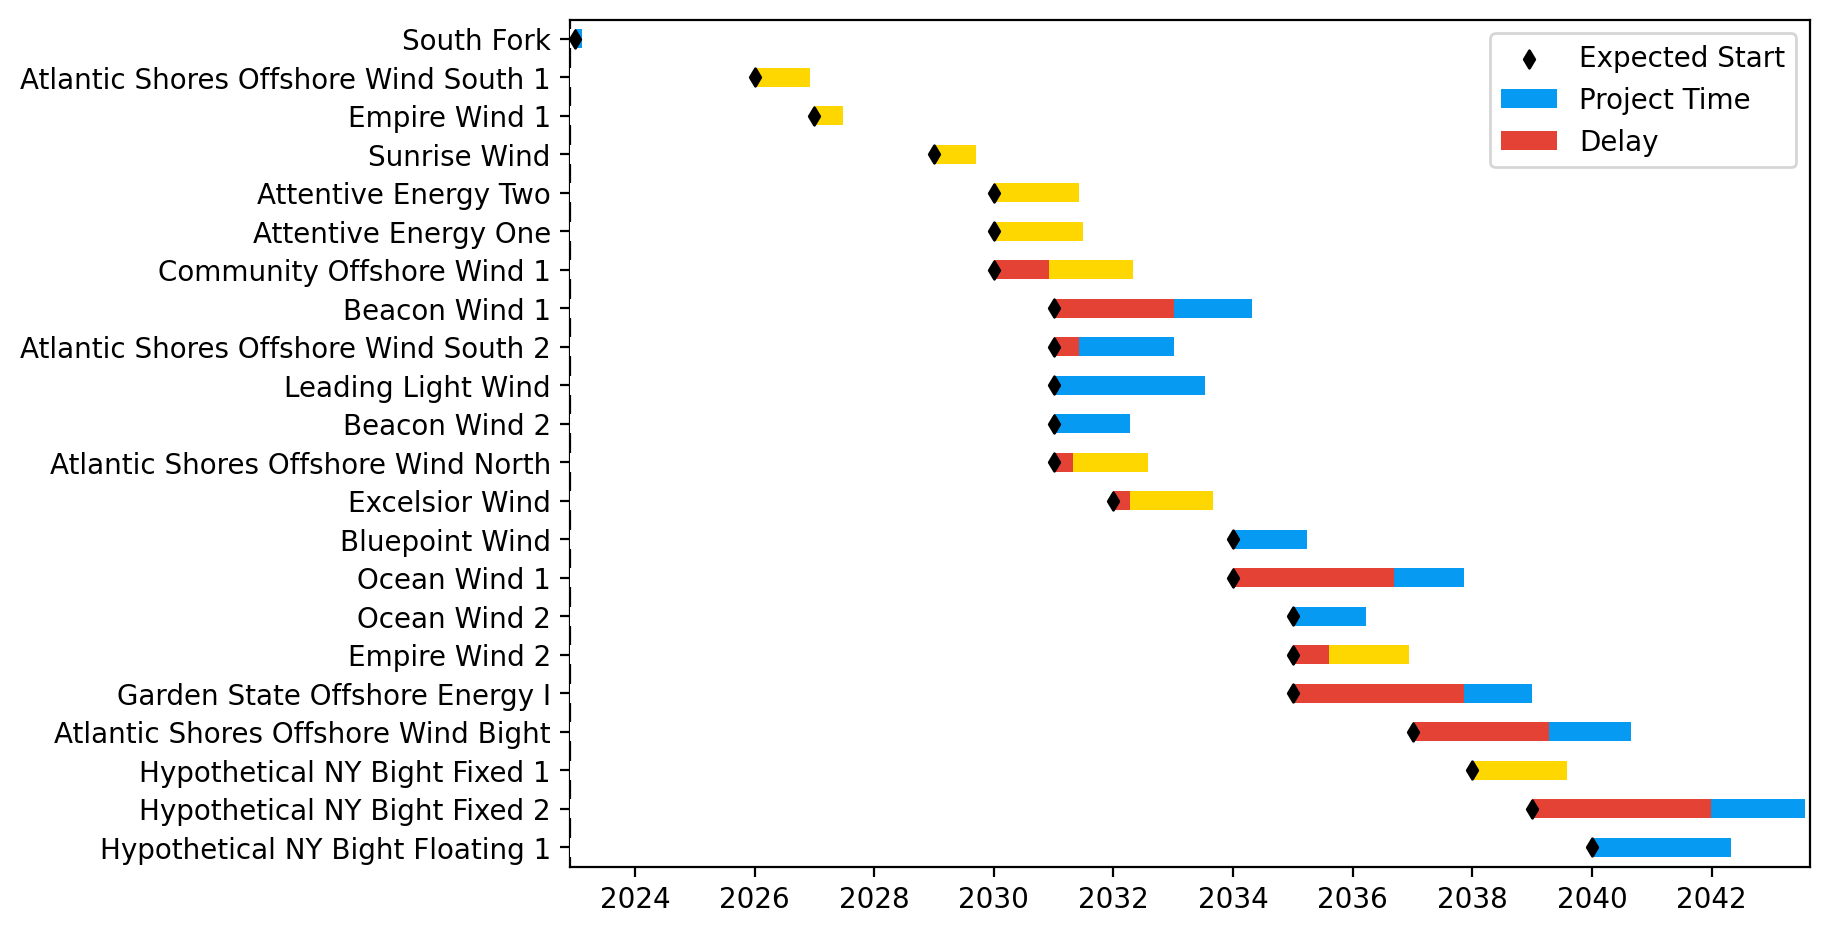 South Fork
Atlantic Shores Offshore Wind South 1
Empire Wind 1
Sunrise Wind
Attentive Energy Two
Attentive Energy One
Community Offshore Wind 1
Beacon Wind 1
Atlantic Shores Offshore Wind South 2
Leading Light Wind
Beacon Wind 2
Atlantic Shores Offshore Wind North
Excelsior Wind
Bluepoint Wind
Ocean Wind 1
Ocean Wind 2
Empire Wind 2
Garden State Offshore Energy I
Atlantic Shores Offshore Wind Bight
Hypothetical NY Bight Fixed 1
Hypothetical NY Bight Fixed 2
Hypothetical NY Bight Floating 1
Expected Start
Project Time
Delay
2024 2026 2028 2030 2032 2034 2036 2038 2040 2042